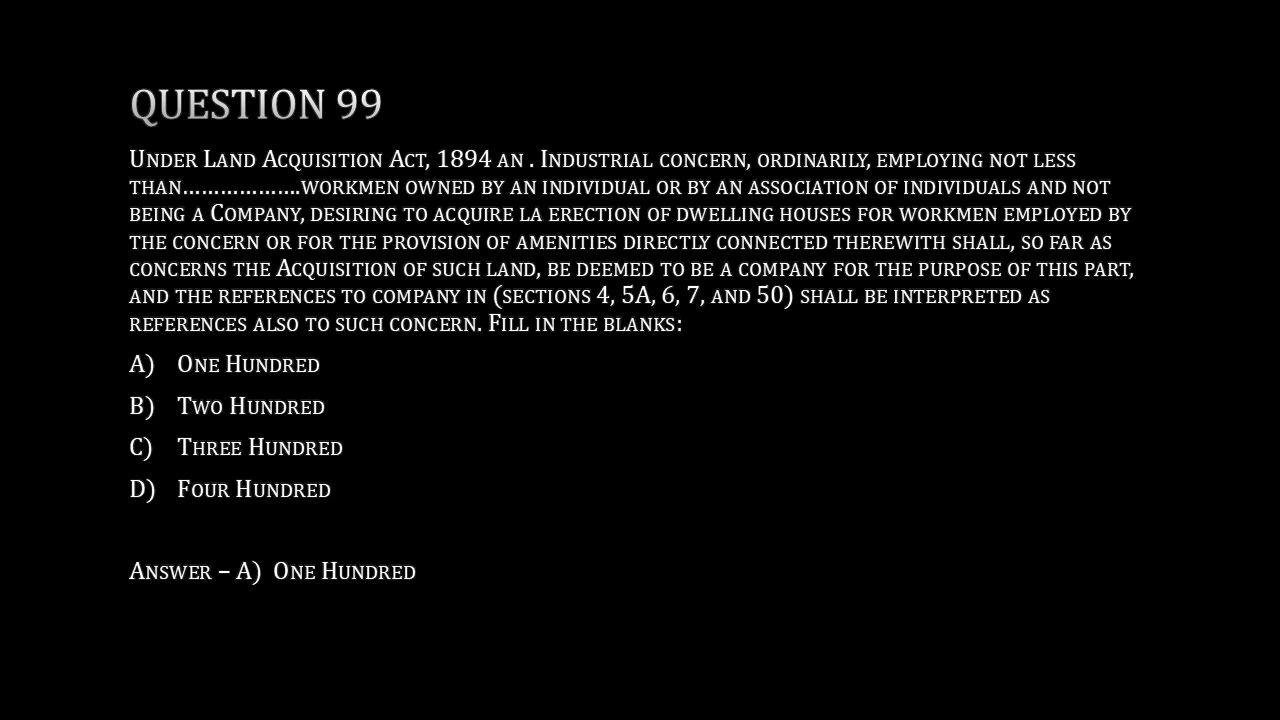 QUESTION 99
UNDER LAND ACQUISITION ACT, 1894 AN . INDUSTRIAL CONCERN, ORDINARILY, EMPLOYING NOT LESS
THAN………………..WORKMEN OWNED BY AN INDIVIDUAL OR BY AN ASSOCIATION OF INDIVIDUALS AND NOT
BEING A COMPANY, DESIRING TO ACQUIRE LA ERECTION OF DWELLING HOUSES FOR WORKMEN EMPLOYED BY
THE CONCERN OR FOR THE PROVISION OF AMENITIES DIRECTLY CONNECTED THEREWITH SHALL, SO FAR AS
CONCERNS THE ACQUISITION OF SUCH LAND, BE DEEMED TO BE A COMPANY FOR THE PURPOSE OF THIS PART,
AND THE REFERENCES TO COMPANY IN (SECTIONS 4, 5A, 6, 7, AND 50) SHALL BE INTERPRETED AS
REFERENCES ALSO TO SUCH CONCERN. FILL IN THE BLANKS:
A) ONE HUNDRED
B) TWO HUNDRED
C) THREE HUNDRED
D) FOUR HUNDRED
ANSWER – A) ONE HUNDRED